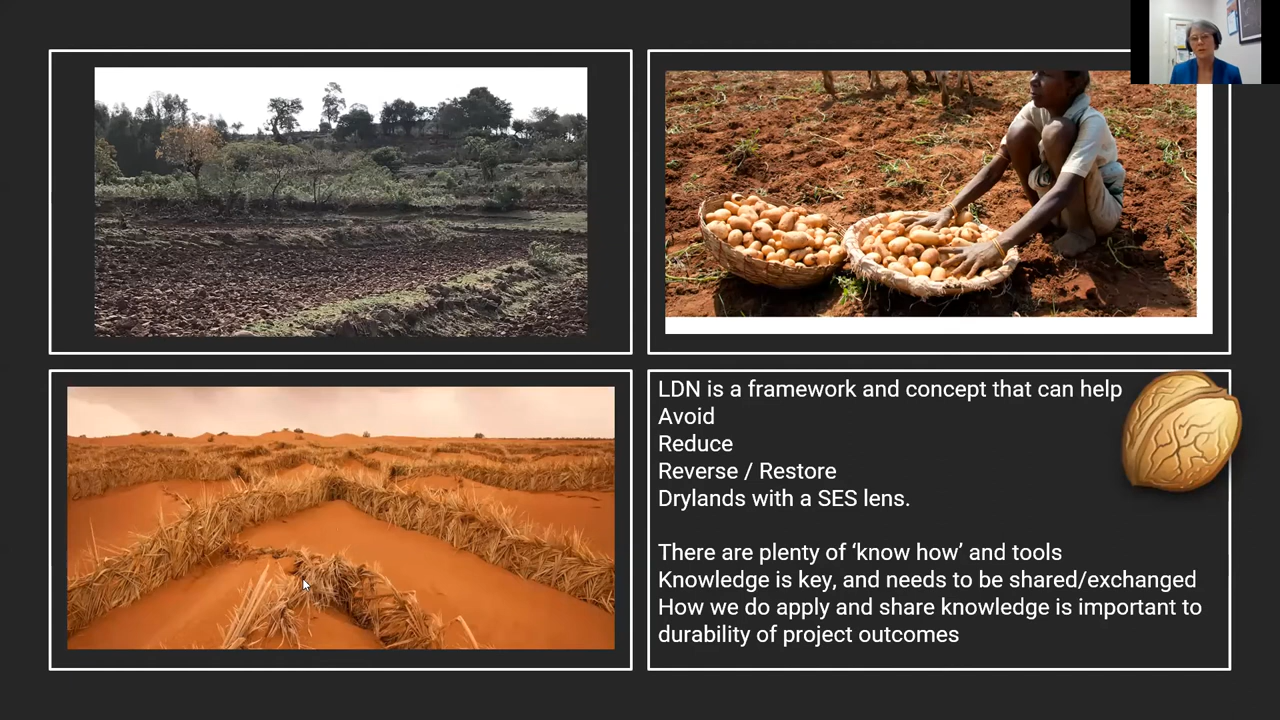 LDN is a framework and concept that can help
Avoid
Reduce
Reverse / Restore
Drylands with a SES lens.
There are plenty of ‘know how’ and tools
Knowledge is key, and needs to be shared/exchanged
How we do apply and share knowledge is important to
durability of project outcomes